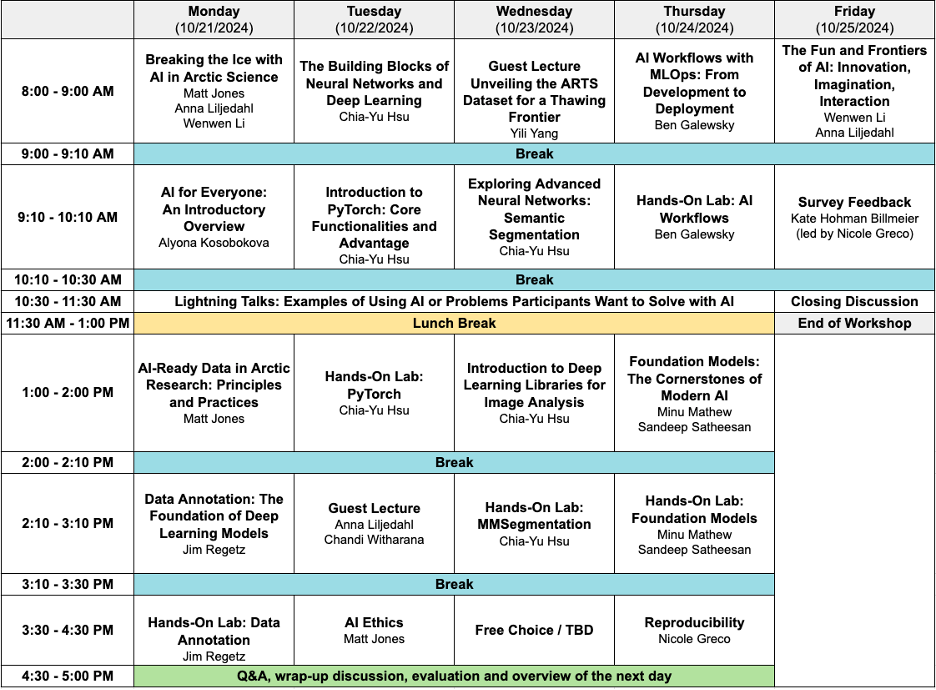 Monday
(10/21/2024)
Tuesday
(10/22/2024)
Wednesday
(10/23/2024)
Thursday
(10/24/2024)
Friday
(10/25/2024)
8:00 - 9:00 AM
Breaking the Ice with
AI in Arctic Science
Matt Jones
Anna Liljedahl
Wenwen Li
The Building Blocks of
Neural Networks and
Deep Learning
Chia-Yu Hsu
Guest Lecture
Unveiling the ARTS
Dataset for a Thawing
Frontier
Yili Yang
AI Workflows with
MLOps: From
Development to
Deployment
Ben Galewsky
The Fun and Frontiers
of AI: Innovation,
Imagination,
Interaction
Wenwen Li
Anna Liljedahl
9:00 - 9:10 AM
Break
9:10 - 10:10 AM
AI for Everyone:
An Introductory
Overview
Alyona Kosobokova
Introduction to
PyTorch: Core
Functionalities and
Advantage
Chia-Yu Hsu
Exploring Advanced
Neural Networks:
Semantic
Segmentation
Chia-Yu Hsu
Hands-On Lab: AI
Workflows
Ben Galewsky
Survey Feedback
Kate Hohman Billmeier
(led by Nicole Greco)
10:10 - 10:30 AM
Break
10:30 - 11:30 AM
Lightning Talks: Examples of Using AI or Problems Participants Want to Solve with AI
Closing Discussion
11:30 AM - 1:00 PM
Lunch Break
End of Workshop
1:00 - 2:00 PM
AI-Ready Data in Arctic
Research: Principles
and Practices
Matt Jones
Hands-On Lab:
PyTorch
Chia-Yu Hsu
Introduction to Deep
Learning Libraries for
Image Analysis
Chia-Yu Hsu
Foundation Models:
The Cornerstones of
Modern AI
Minu Mathew
Sandeep Satheesan
2:00 - 2:10 PM
Break
2:10 - 3:10 PM
Data Annotation: The
Foundation of Deep
Learning Models
Jim Regetz
Guest Lecture
Anna Liljedahl
Chandi Witharana
Hands-On Lab:
MMSegmentation
Chia-Yu Hsu
Hands-On Lab:
Foundation Models
Minu Mathew
Sandeep Satheesan
3:10 - 3:30 PM
Break
3:30 - 4:30 PM
Hands-On Lab: Data
Annotation
Jim Regetz
AI Ethics
Matt Jones
Free Choice / TBD
Reproducibility
Nicole Greco
4:30 - 5:00 PM
Q&A, wrap-up discussion, evaluation and overview of the next day